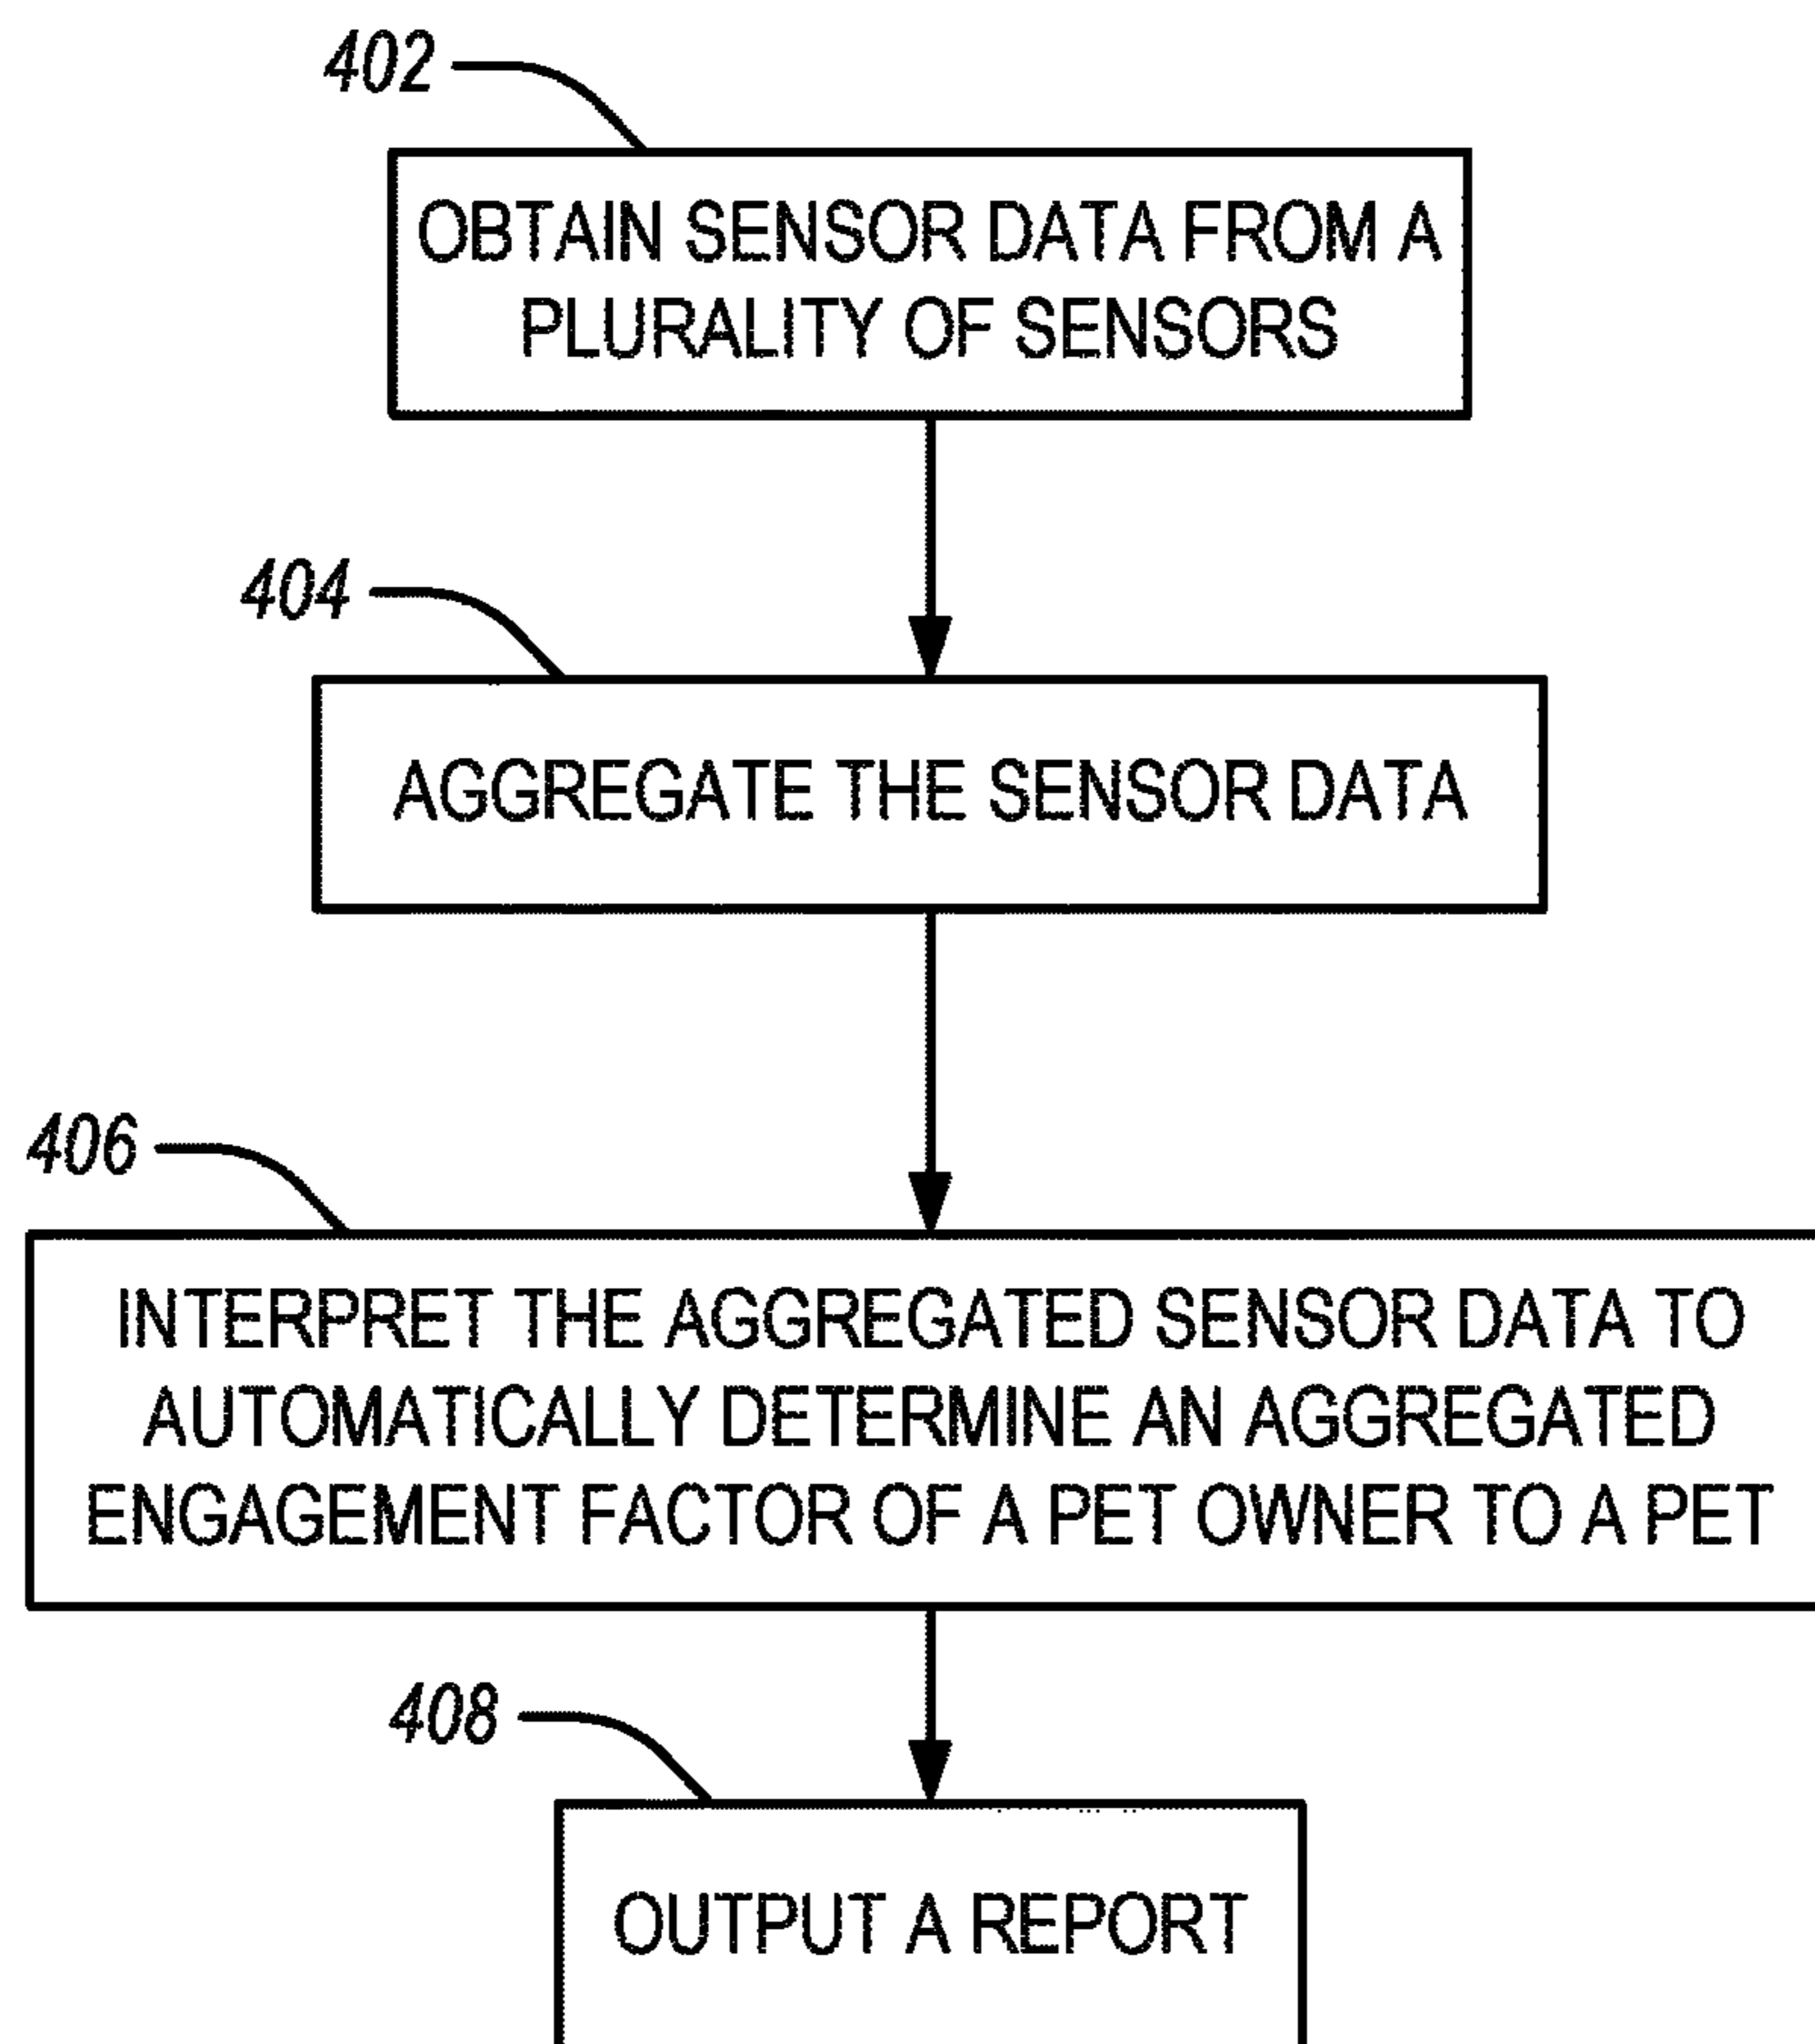 402
OBTAIN SENSOR DATA FROM A
PLURALITY OF SENSORS
404
AGGREGATE THE SENSOR DATA
406
INTERPRET THE AGGREGATED SENSOR DATA TO
AUTOMATICALLY DETERMINE AN AGGREGATED
ENGAGEMENT FACTOR OF A PET OWNER TO A PET
408
OUTPUT A REPORT